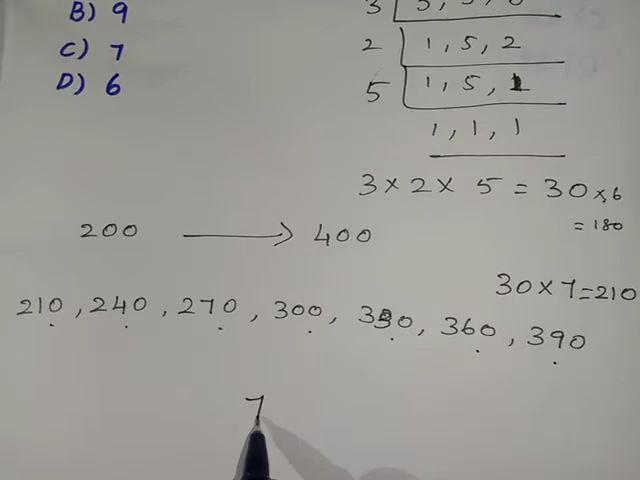 B) 9
C) 7
D) 6
3
2 1, 5, 2
5 1, 5, 1
1, 1, 1
3 × 2 × 5 = 30 × 6
= 180
200 → 400
30 × 7 = 210
210, 240, 270, 300, 330, 360, 390
7